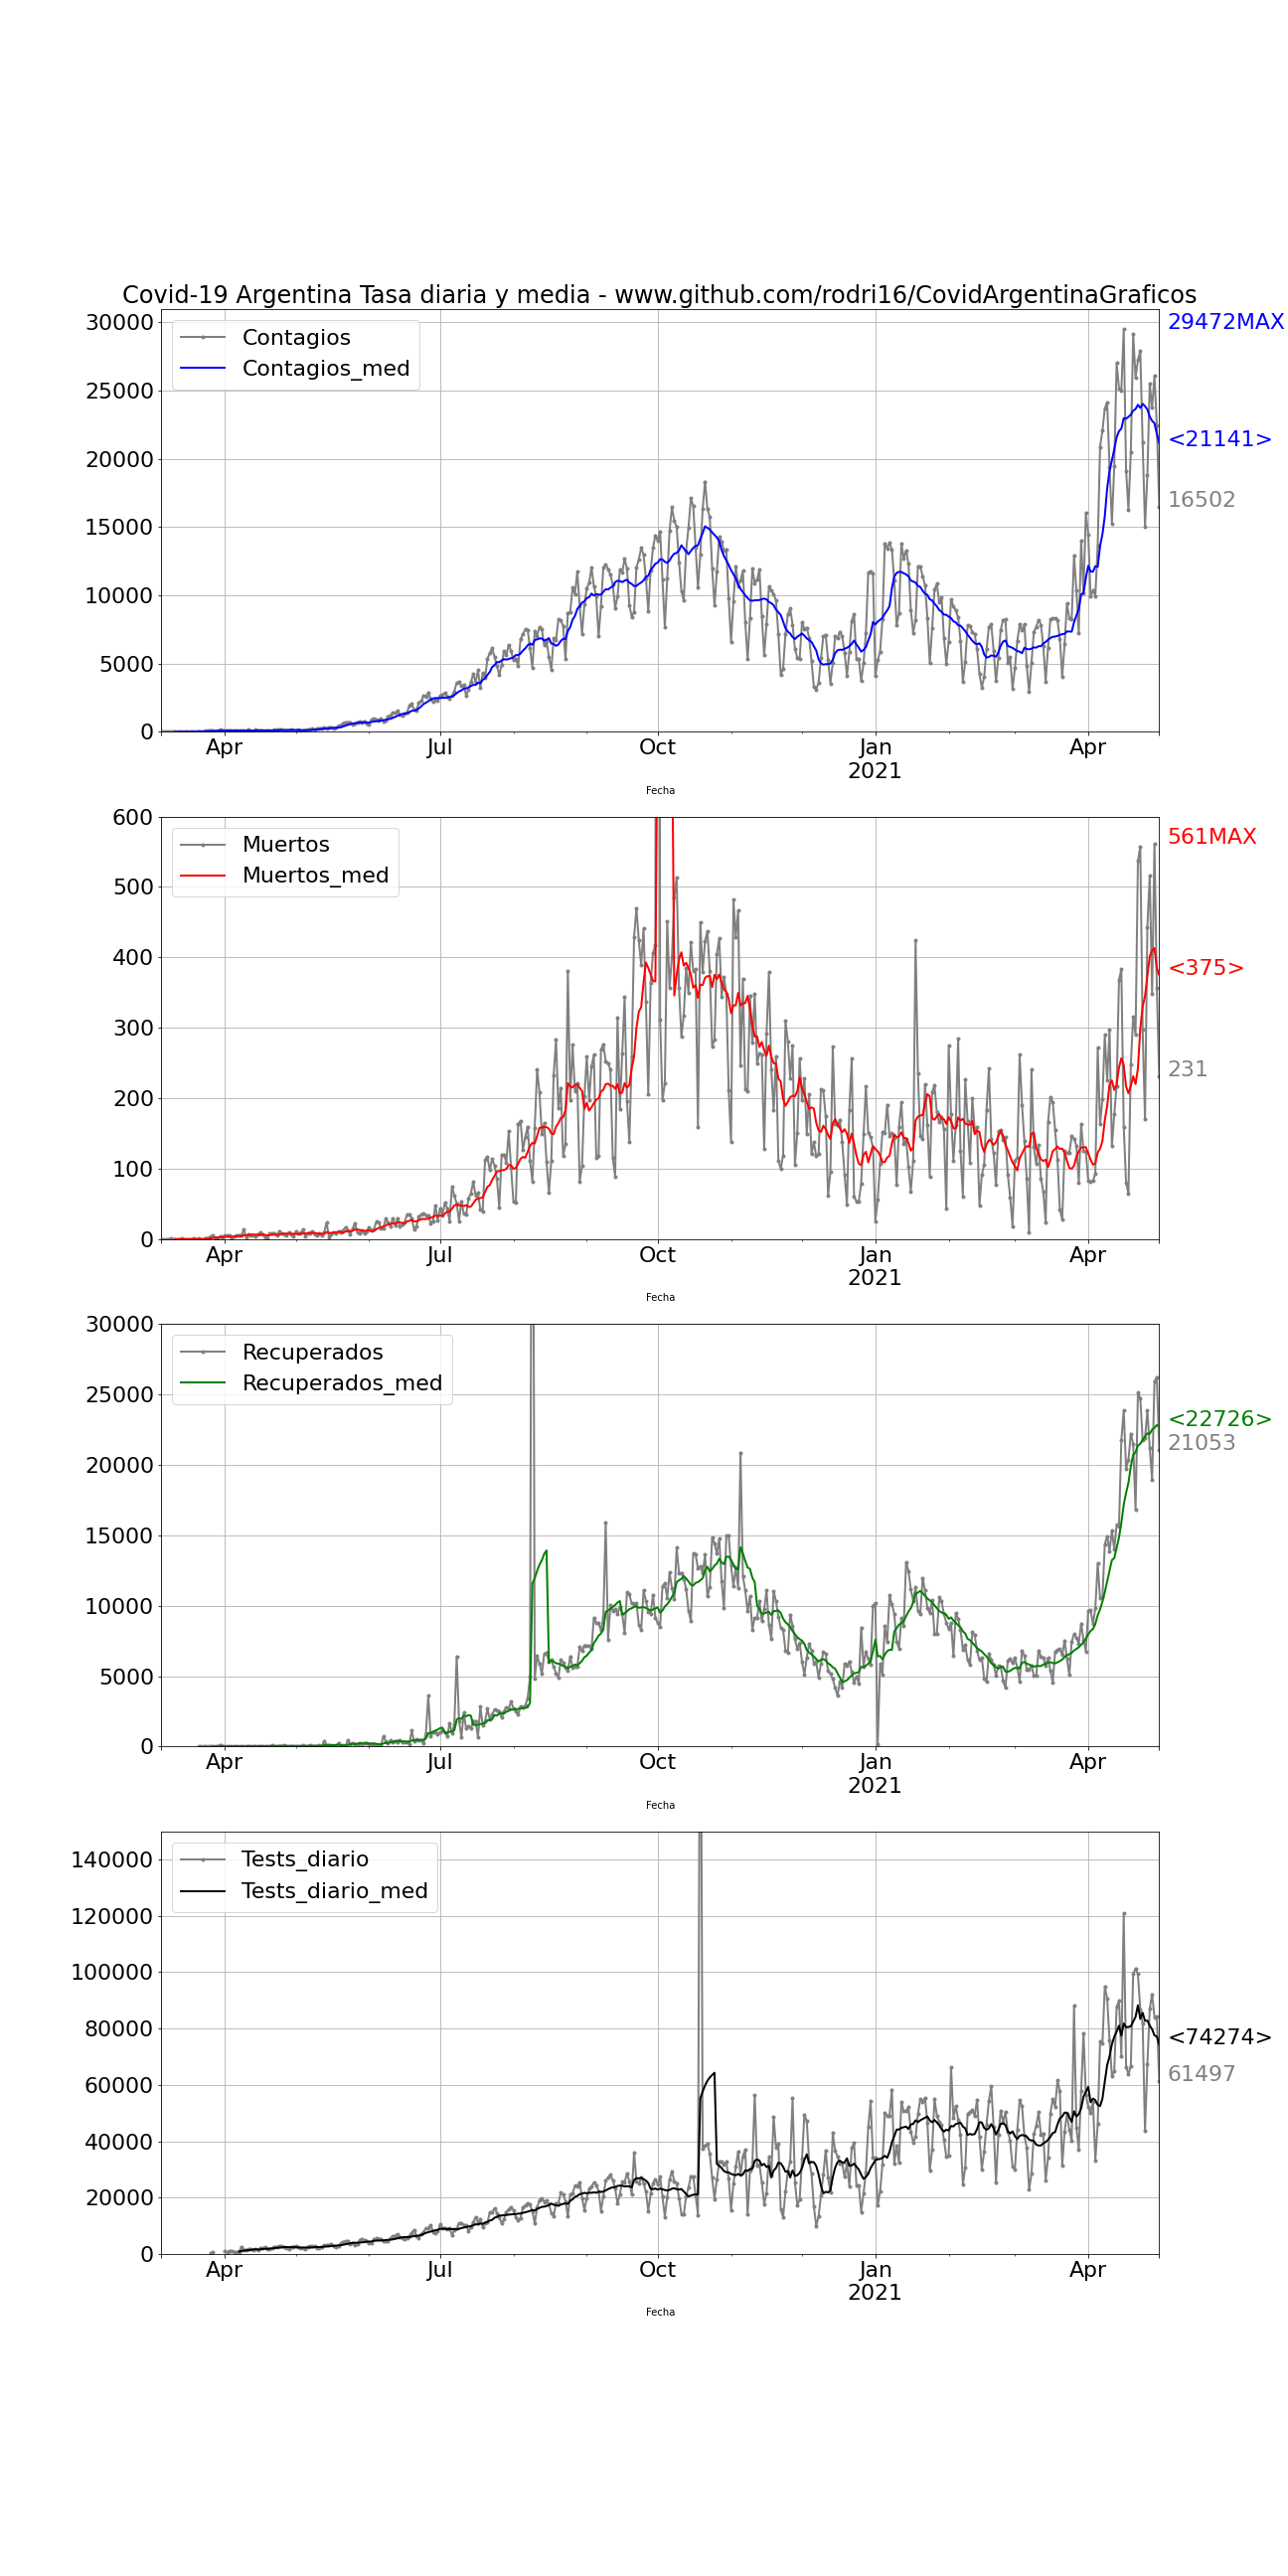 Covid-19 Argentina Tasa diaria y media - www.github.com/rodri16/CovidArgentinaGraficos
30000
25000
20000
15000
10000
5000
0
Contagios
Contagios_med
29472MAX
<21141>
16502
Apr
Jul
Oct
Jan
2021
Apr
Fecha
600
500
400
300
200
100
0
Muertos
Muertos_med
561MAX
<375>
231
Apr
Jul
Oct
Jan
2021
Apr
Fecha
30000
25000
20000
15000
10000
5000
0
Recuperados
Recuperados_med
<22726>
21053
Apr
Jul
Oct
Jan
2021
Apr
Fecha
140000
120000
100000
80000
60000
40000
20000
0
Tests_diario
Tests_diario_med
<74274>
61497
Apr
Jul
Oct
Jan
2021
Apr
Fecha